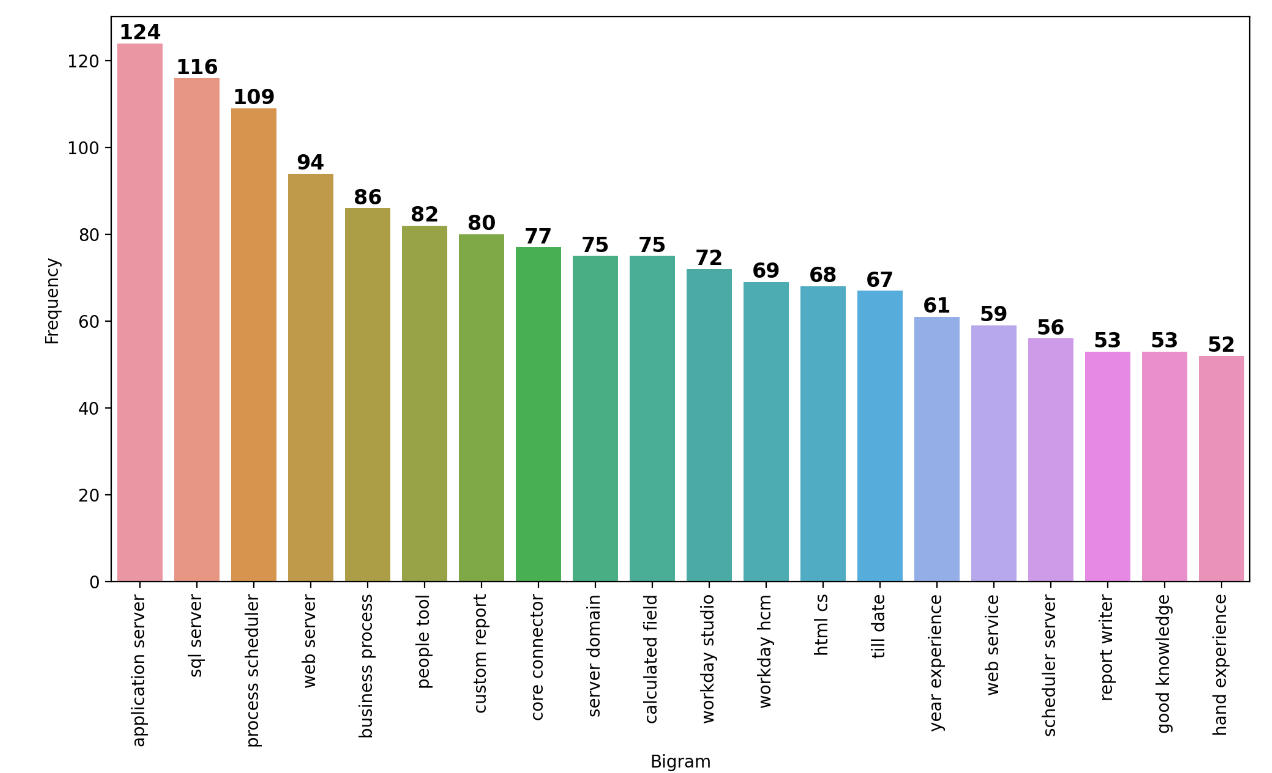 124
116
109
94
86
82
80
77
75
75
72
69
68
67
61
59
56
53
53
52
120
100
80
60
40
20
0
Frequency
application server
sql server
process scheduler
web server
business process
people tool
custom report
core connector
server domain
calculated field
workday studio
workday hcm
html cs
till date
year experience
web service
scheduler server
report writer
good knowledge
hand experience
Bigram